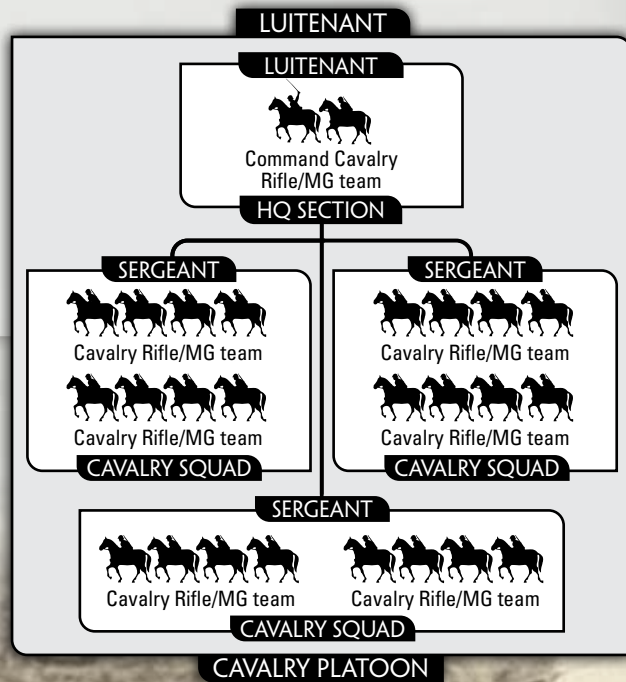 LUITENANT
LUITENANT
Command Cavalry
Rifle/MG team
HQ SECTION
SERGEANT
Cavalry Rifle/MG team
Cavalry Rifle/MG team
CAVALRY SQUAD
SERGEANT
Cavalry Rifle/MG team
Cavalry Rifle/MG team
CAVALRY SQUAD
SERGEANT
Cavalry Rifle/MG team
Cavalry Rifle/MG team
CAVALRY SQUAD
CAVALRY PLATOON